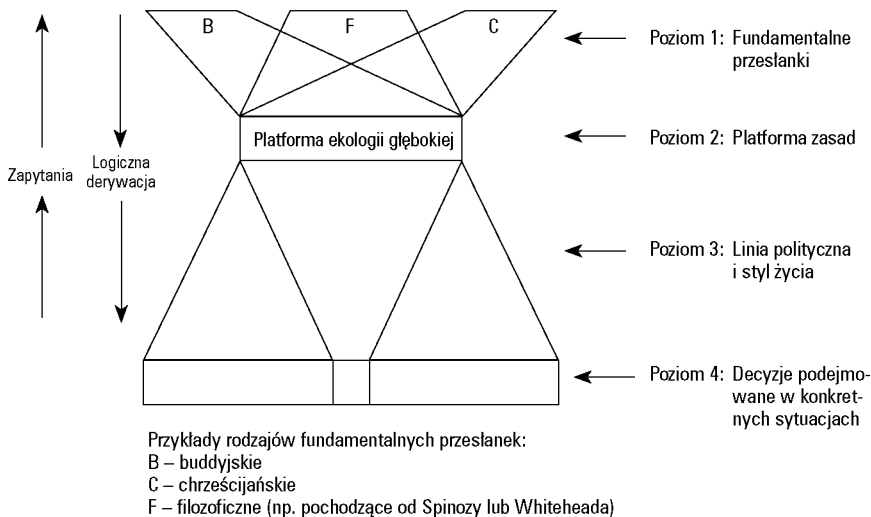 B
F
C
Poziom 1: Fundamentalne
przesłanki
Platforma ekologii głębokiej
Poziom 2: Platforma zasad
Zapytania
Logiczna
derywacja
Poziom 3: Linia polityczna
i styl życia
Poziom 4: Decyzje podejmo-
wane w konkret-
nych sytuacjach
Przykłady rodzajów fundamentalnych przesłanek:
B – buddyjskie
C – chrześcijańskie
F – filozoficzne (np. pochodzące od Spinozy lub Whiteheada)